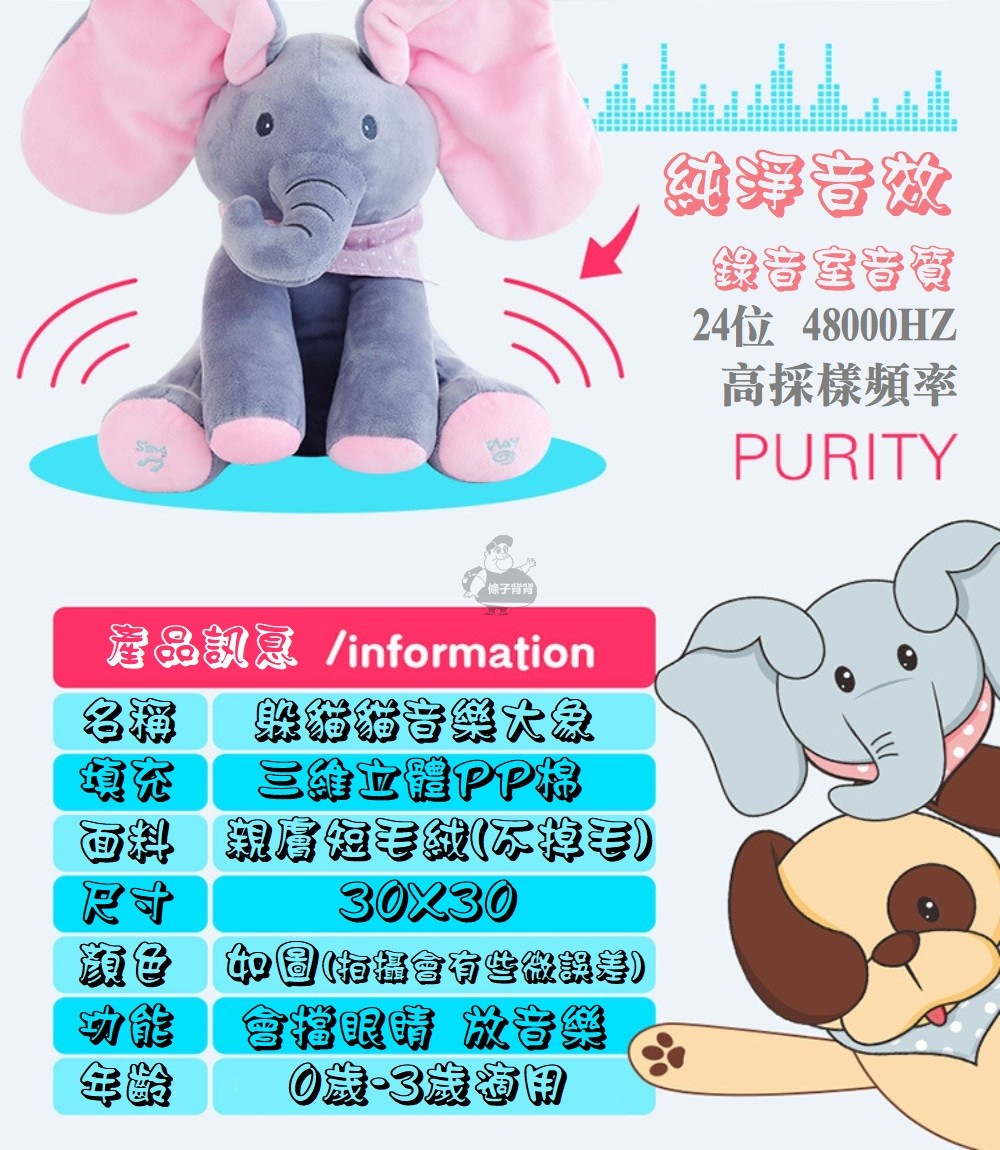 純淨音效
錄音室音質
24位 48000HZ
高採樣頻率
PURITY
Sing
Play
條子背背
產品訊息 /information
名稱 躲貓貓音樂大象
填充 三維立體PP棉
面料 親膚短毛絨(不掉毛)
尺寸 30X30
顏色 如圖(拍攝會有些微誤差)
功能 會擋眼睛 放音樂
年齡 0歲-3歲適用